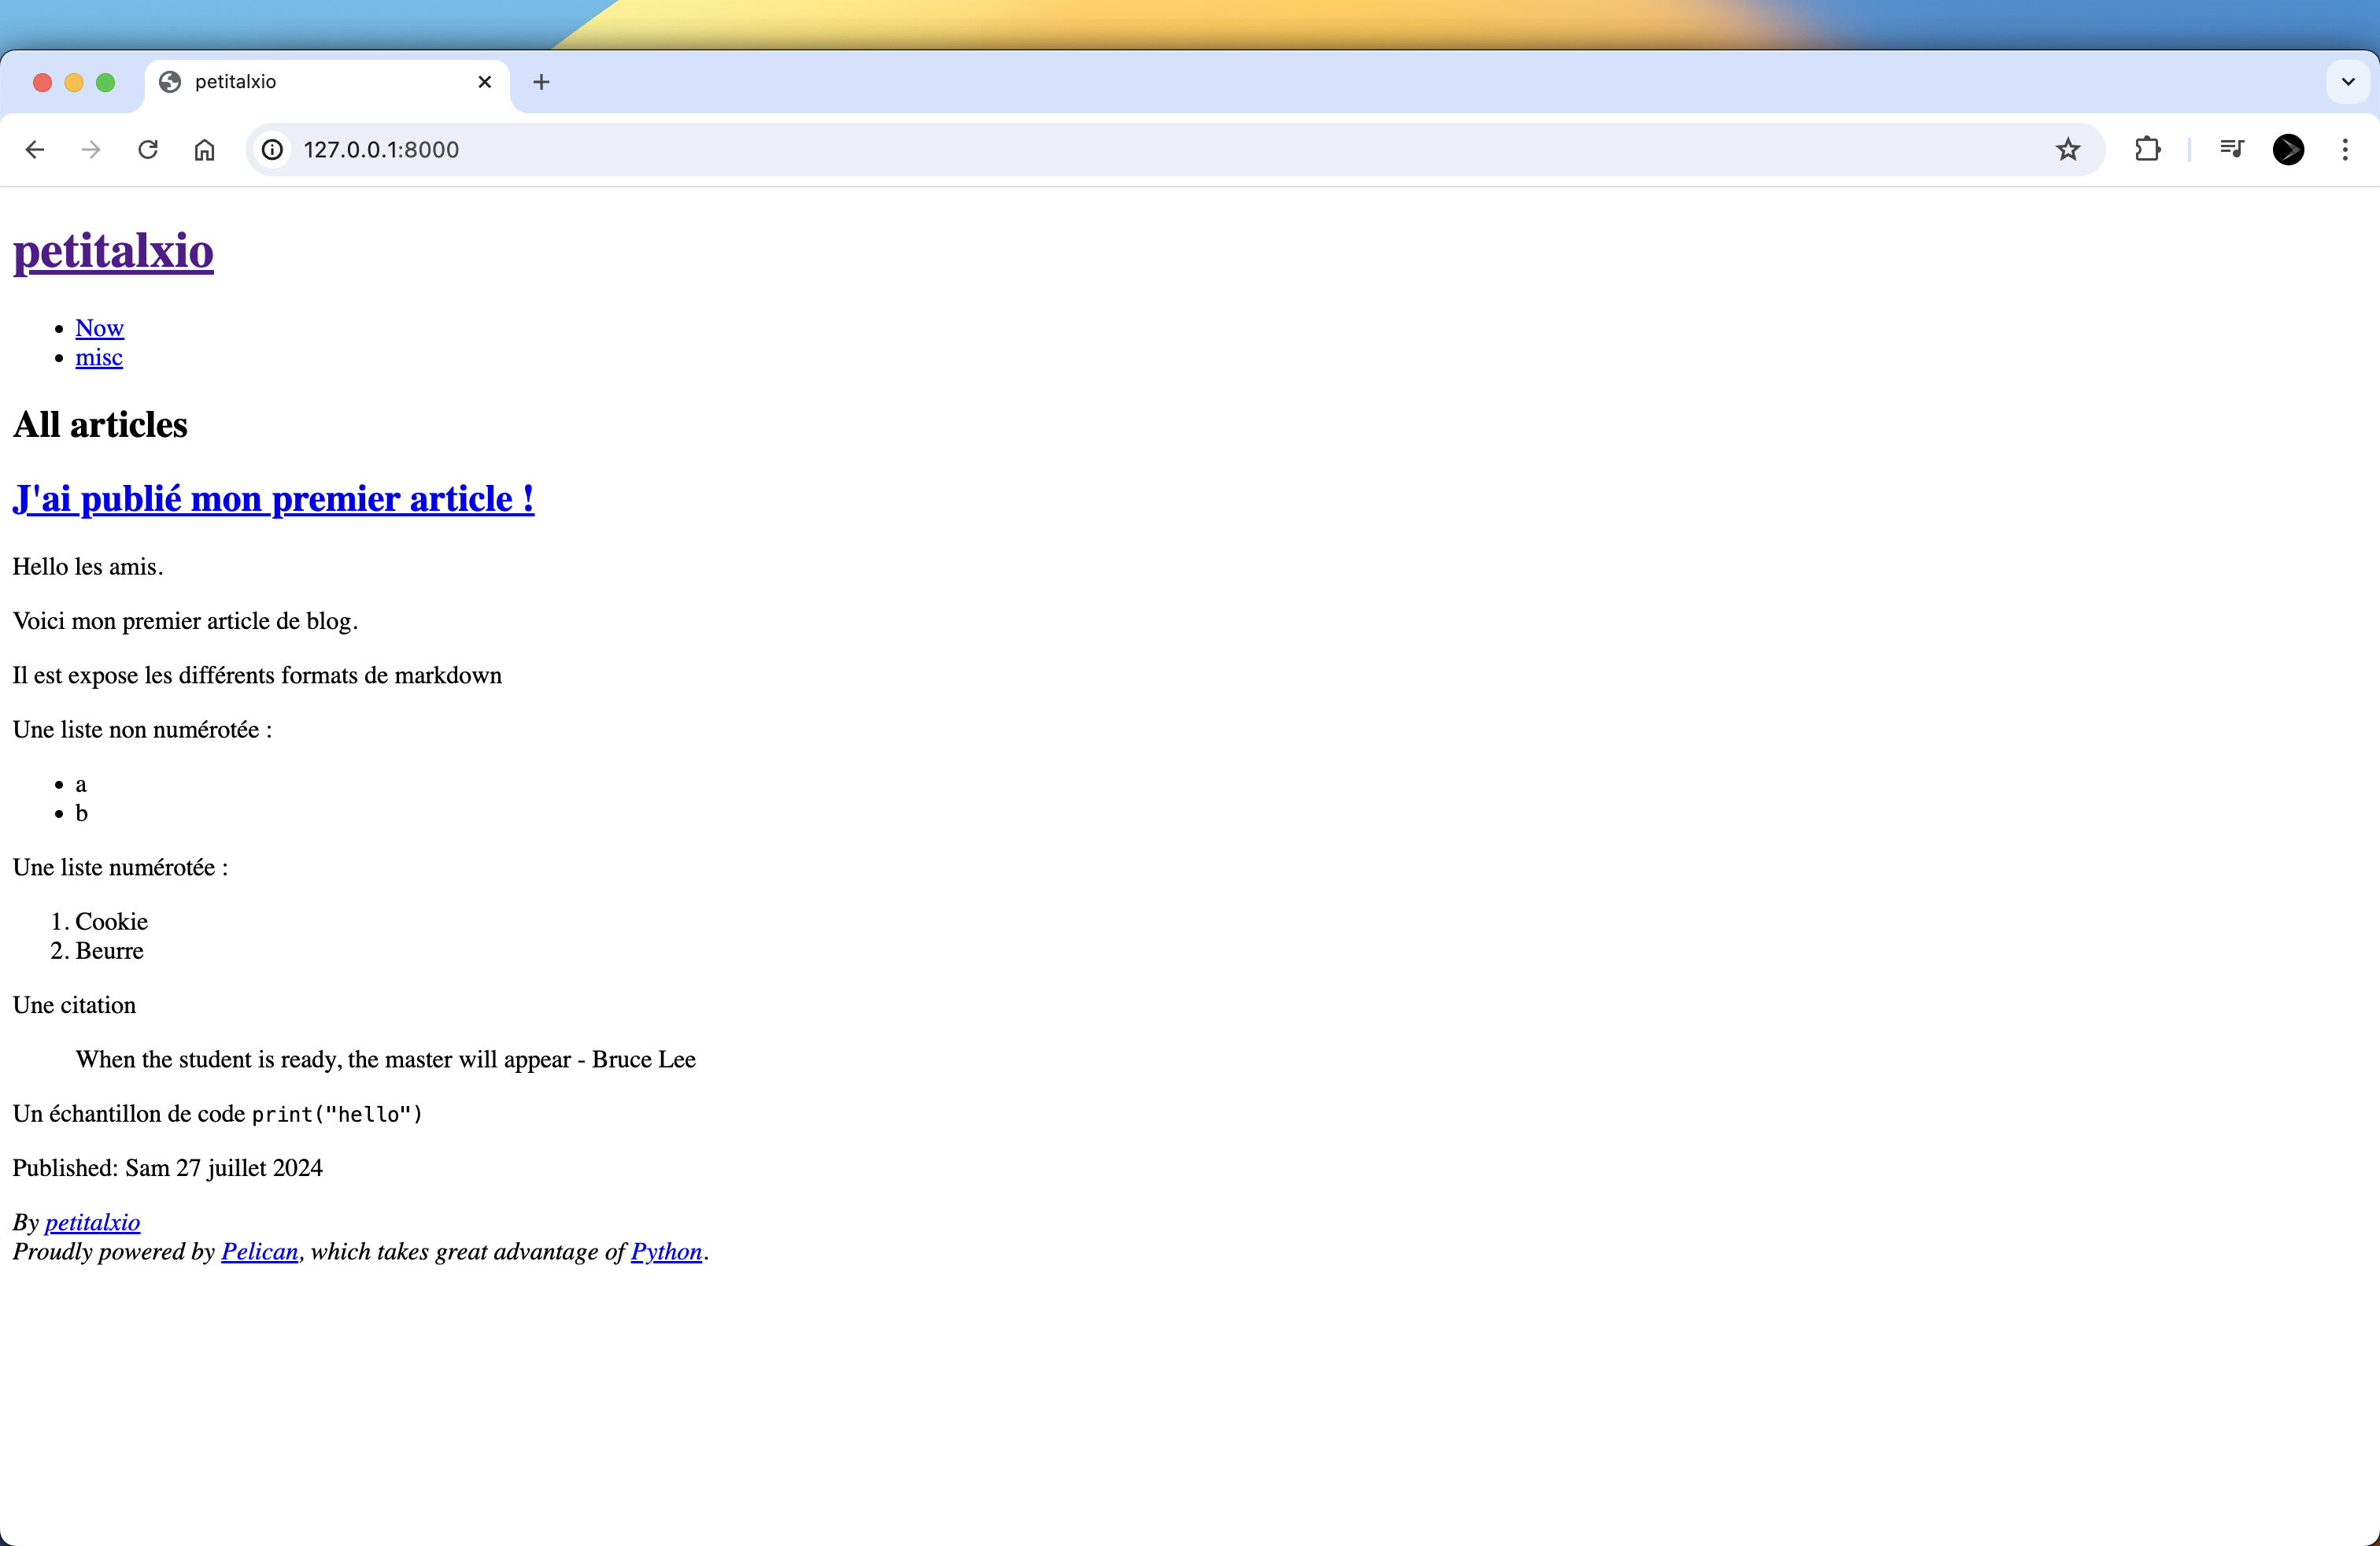 petitalxio
127.0.0.1:8000
petitalxio
Now
misc
All articles
J'ai publié mon premier article !
Hello les amis.
Voici mon premier article de blog.
Il est expose les différents formats de markdown
Une liste non numérotée :
a
b
Une liste numérotée :
1. Cookie
2. Beurre
Une citation
When the student is ready, the master will appear - Bruce Lee
Un échantillon de code print("hello")
Published: Sam 27 juillet 2024
By petitalxio
Proudly powered by Pelican, which takes great advantage of Python.